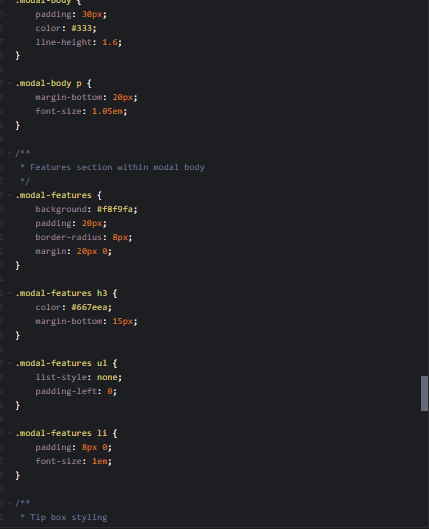 .modal-body {
    padding: 30px;
    color: #333;
    line-height: 1.6;
}

.modal-body p {
    margin-bottom: 20px;
    font-size: 1.05em;
}

/**
 * Features section within modal body
 */
.modal-features {
    background: #f8f9fa;
    padding: 20px;
    border-radius: 8px;
    margin: 20px 0;
}

.modal-features h3 {
    color: #667eea;
    margin-bottom: 15px;
}

.modal-features ul {
    list-style: none;
    padding-left: 0;
}

.modal-features li {
    padding: 8px 0;
    font-size: 1em;
}

/**
 * Tip box styling